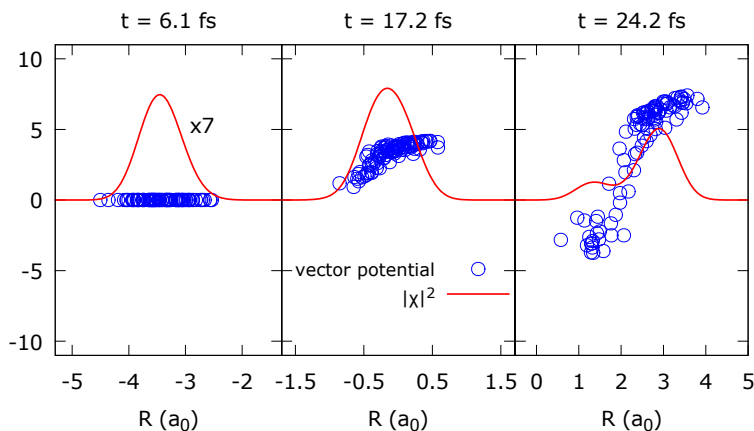 t = 6.1 fs
t = 17.2 fs
t = 24.2 fs
10
5
0
-5
-10
x7
vector potential
|χ|²
-5 -4 -3 -2
-1.5 -0.5 0.5 1.5
0 1 2 3 4 5
R (a₀)
R (a₀)
R (a₀)